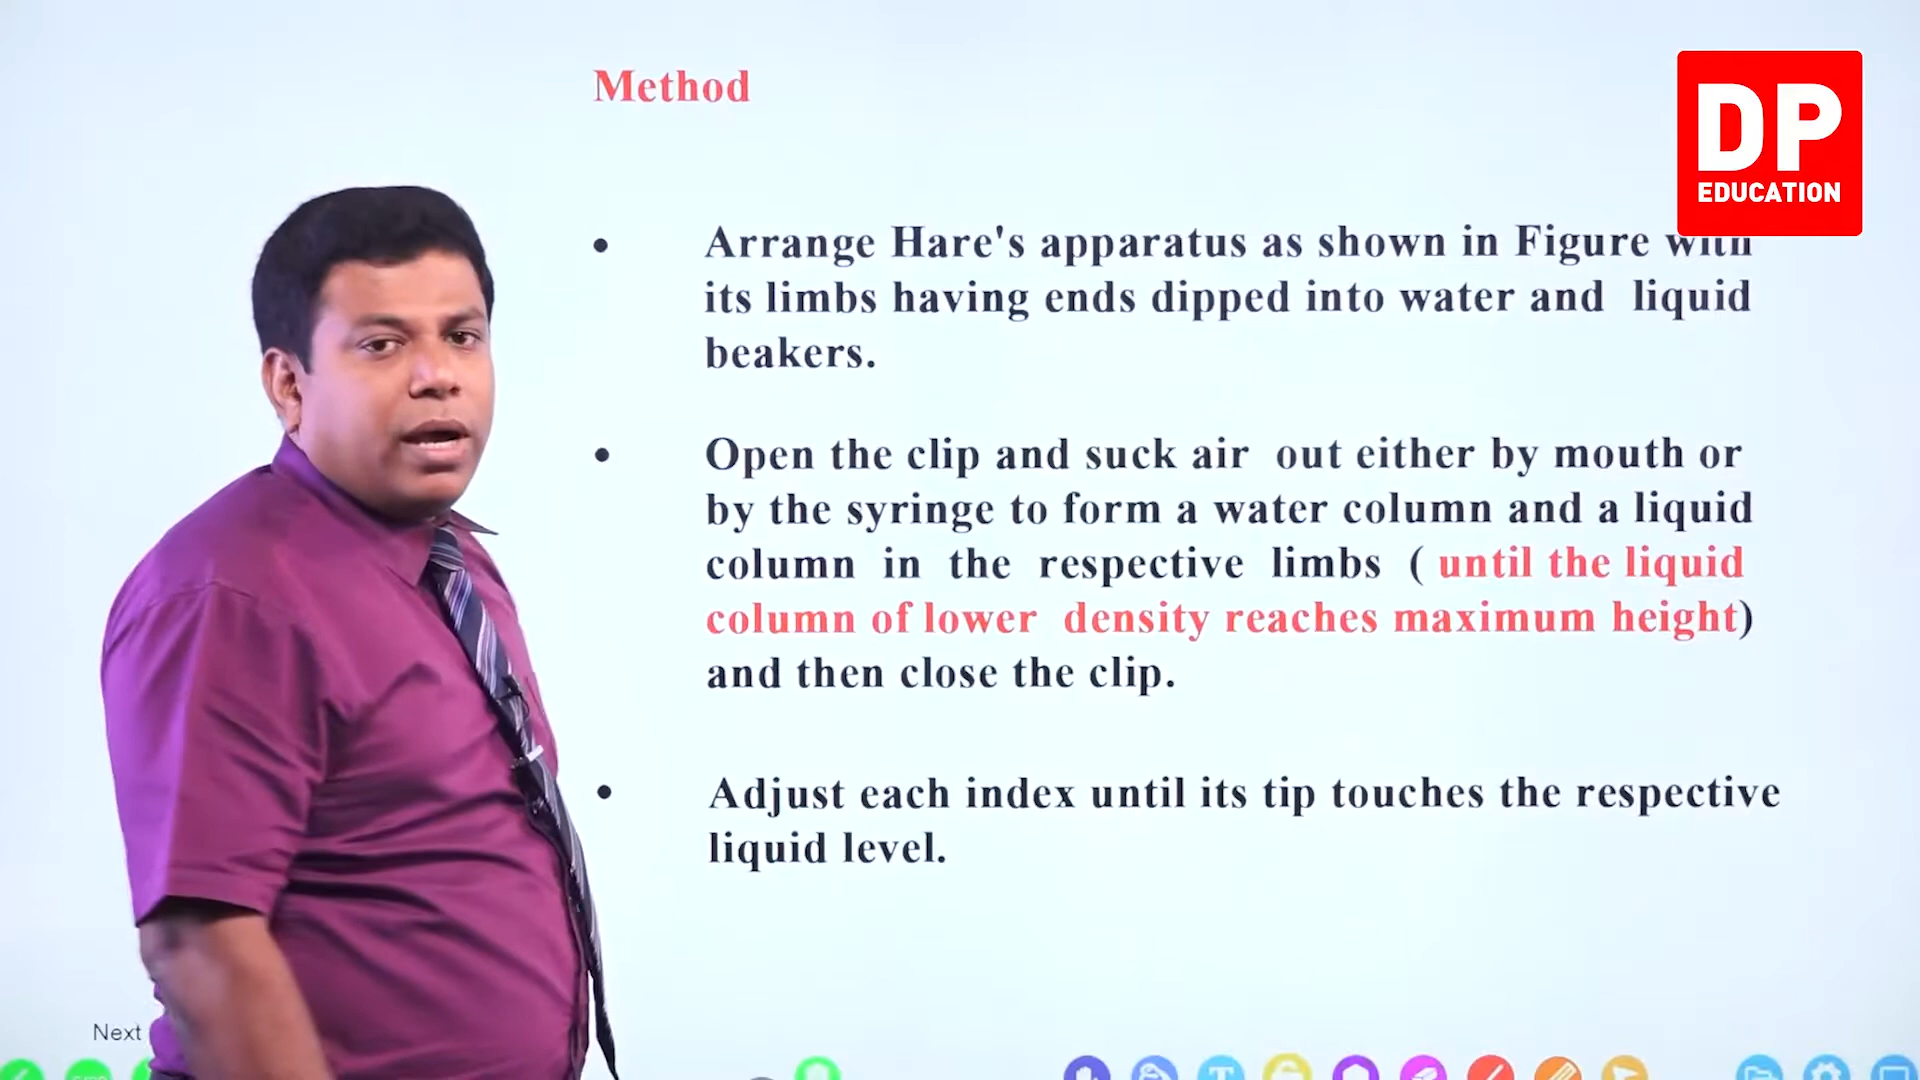 Method
DP
EDUCATION
• Arrange Hare's apparatus as shown in Figure with
its limbs having ends dipped into water and liquid
beakers.
• Open the clip and suck air out either by mouth or
by the syringe to form a water column and a liquid
column in the respective limbs ( until the liquid
column of lower density reaches maximum height)
and then close the clip.
• Adjust each index until its tip touches the respective
liquid level.
Next